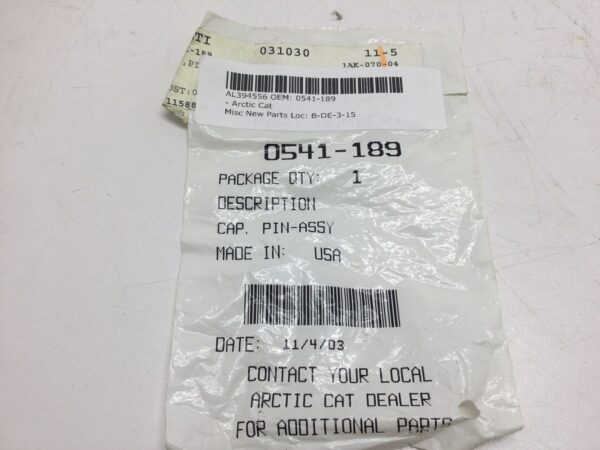 031030 11-5
1AK-070-04
AL394556 OEM: 0541-189
- Arctic Cat
Misc New Parts Loc: B-DE-3-15
0541-189
PACKAGE QTY: 1
DESCRIPTION
CAP, PIN-ASSY
MADE IN: USA
DATE: 11/4/03
CONTACT YOUR LOCAL
ARCTIC CAT DEALER
FOR ADDITIONAL PARTS